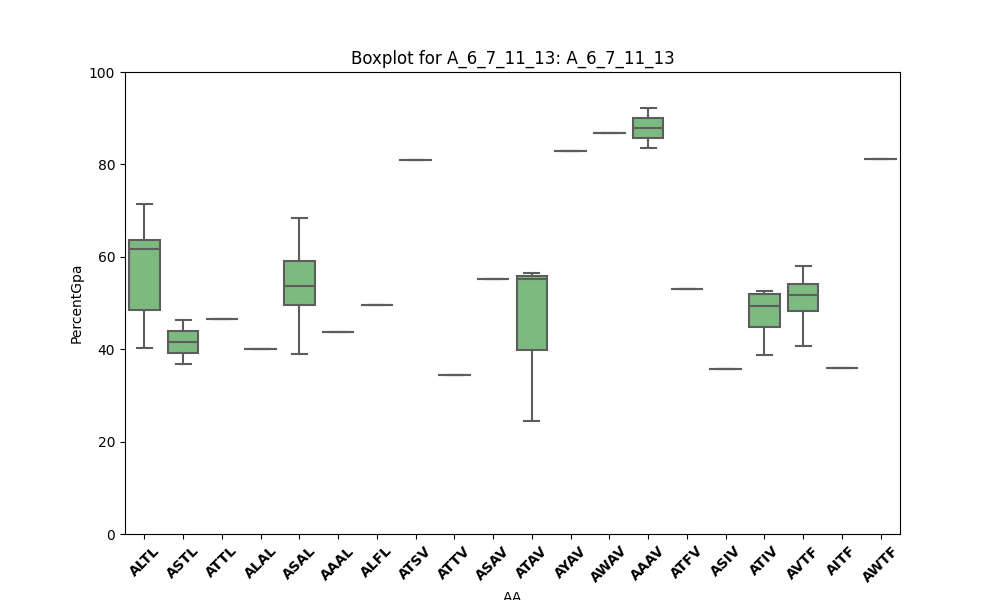 Boxplot for A_6_7_11_13: A_6_7_11_13
100
80
60
40
20
0
PercentGpa
ALTL
ASTL
ATTL
ALAL
ASAL
AAAL
ALFL
ATSV
ATTV
ASAV
ATAV
AYAV
AWAV
AAAV
ATFV
ASIV
ATIV
AVTF
AITF
AWTF
AA